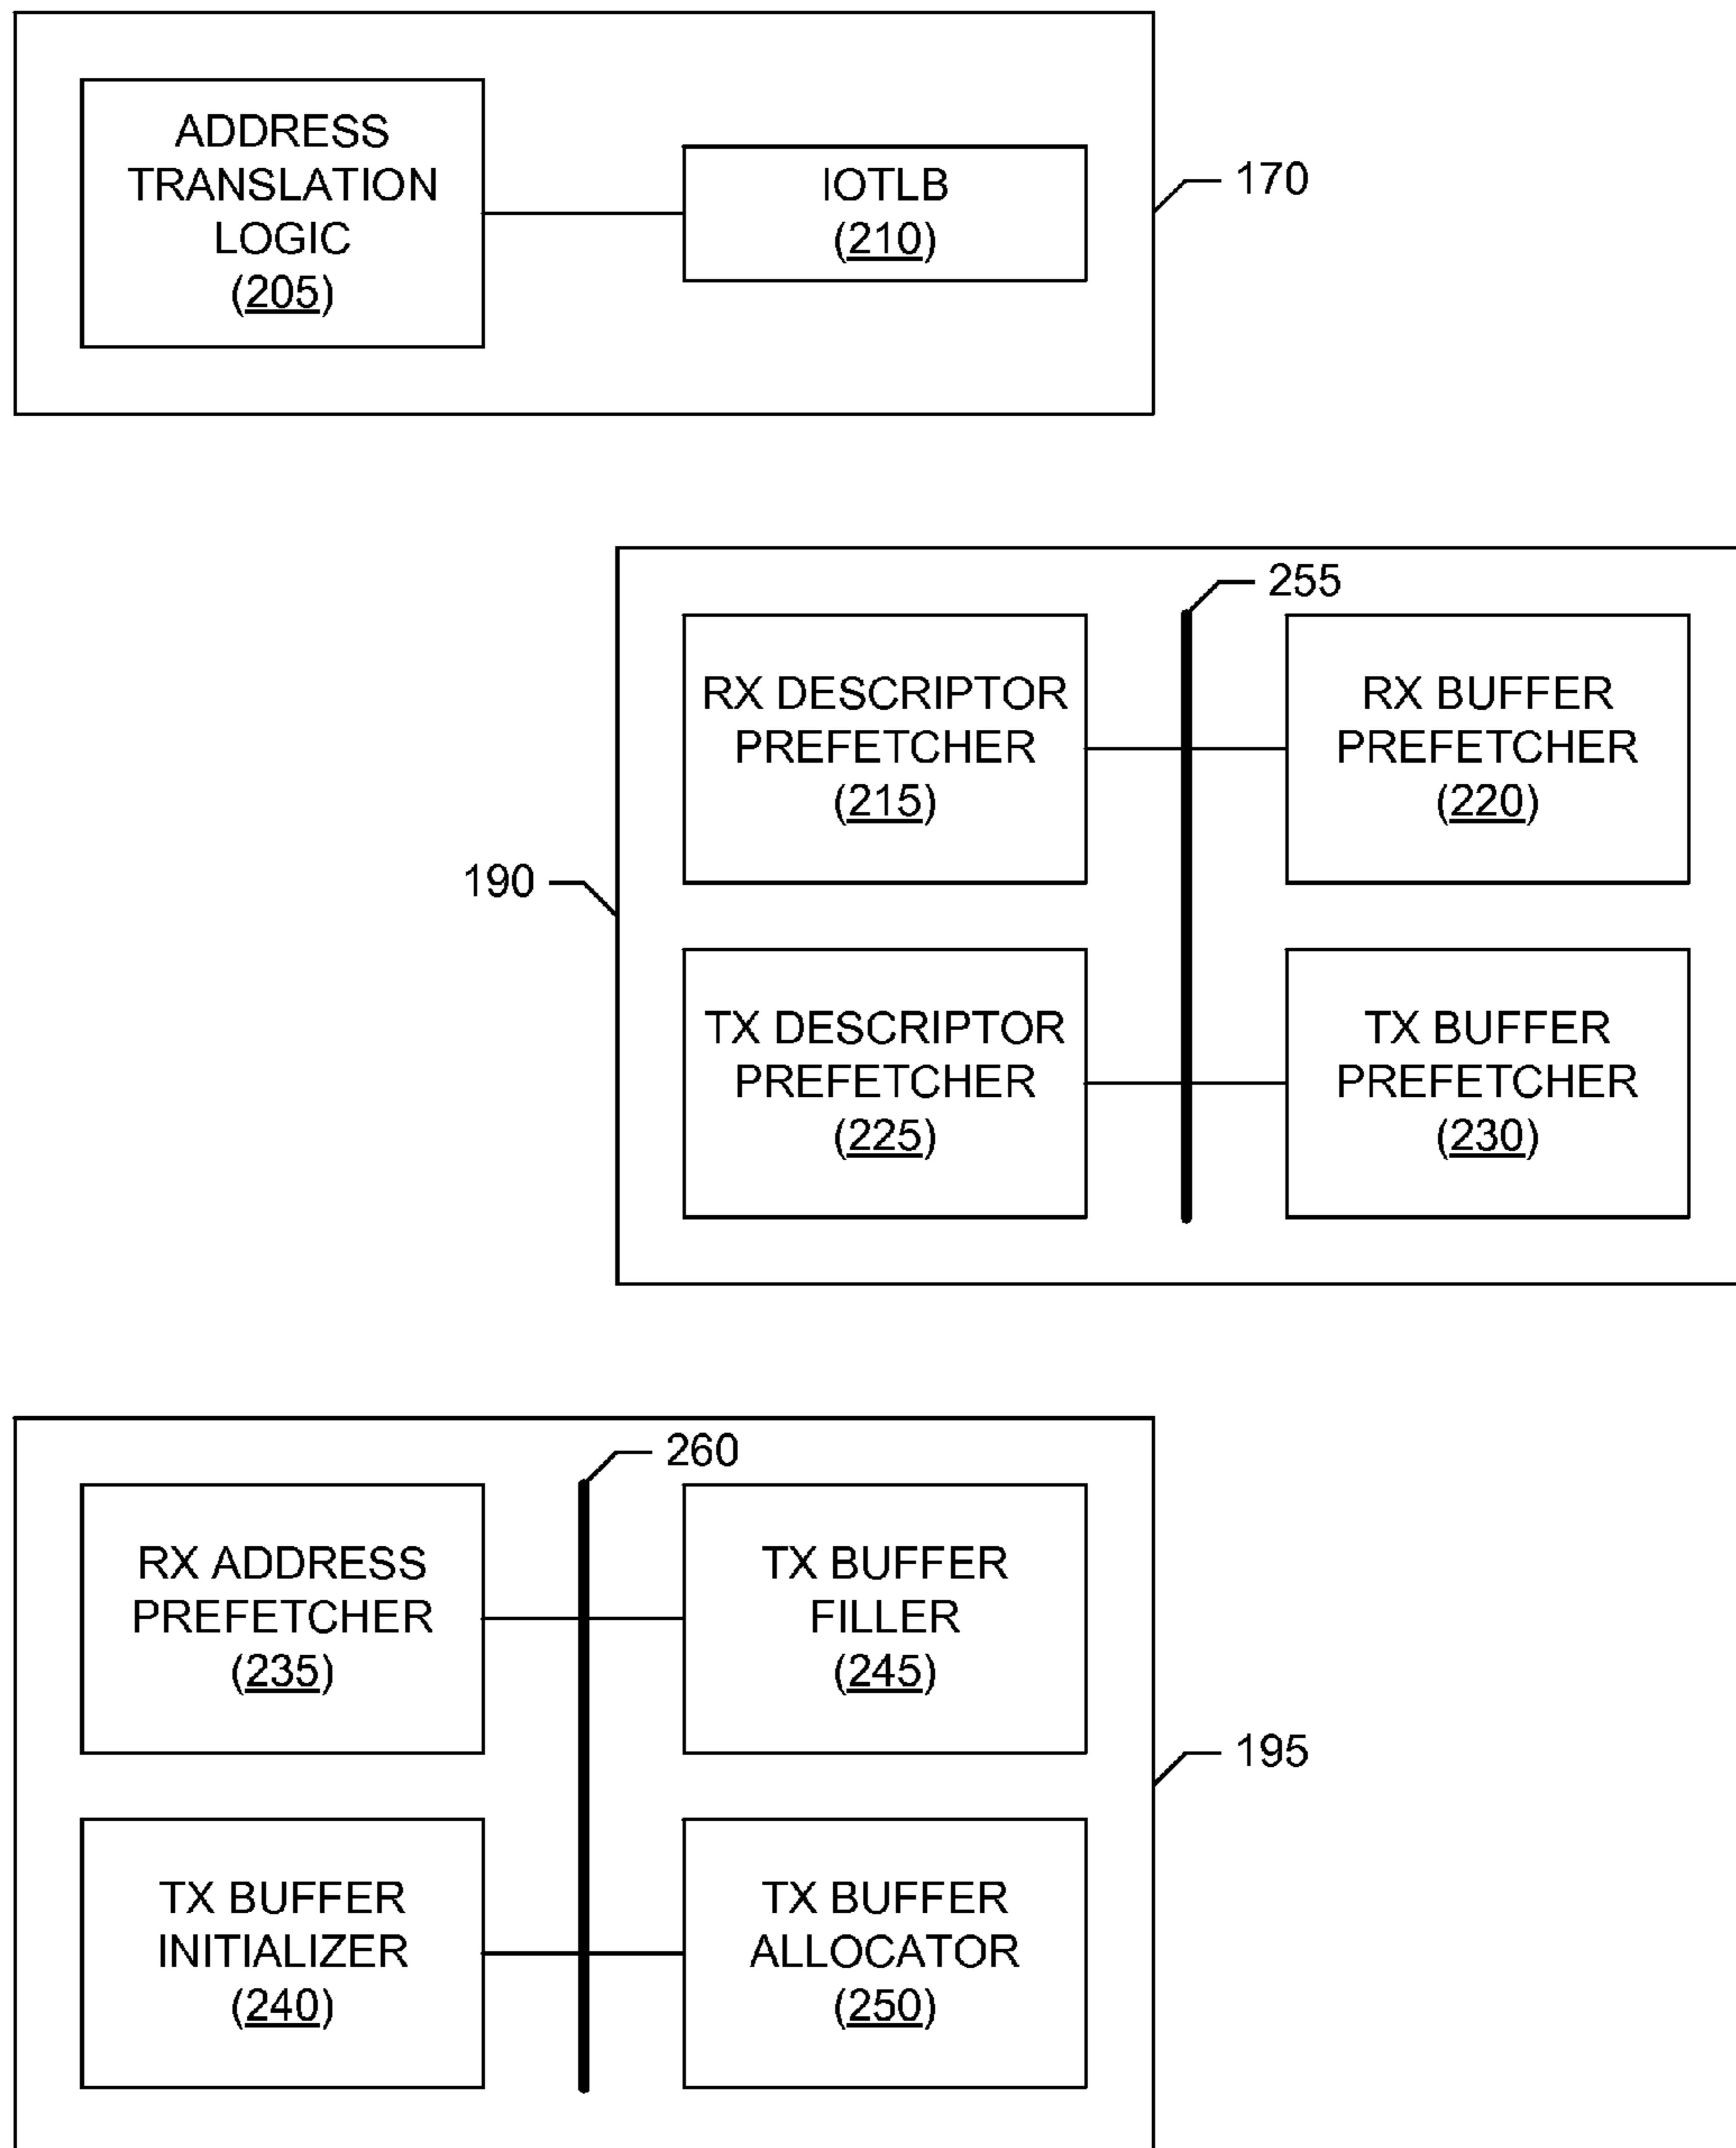 ADDRESS
TRANSLATION
LOGIC
(205)
IOTLB
(210)
170
255
RX DESCRIPTOR
PREFETCHER
(215)
RX BUFFER
PREFETCHER
(220)
190
TX DESCRIPTOR
PREFETCHER
(225)
TX BUFFER
PREFETCHER
(230)
260
RX ADDRESS
PREFETCHER
(235)
TX BUFFER
FILLER
(245)
195
TX BUFFER
INITIALIZER
(240)
TX BUFFER
ALLOCATOR
(250)